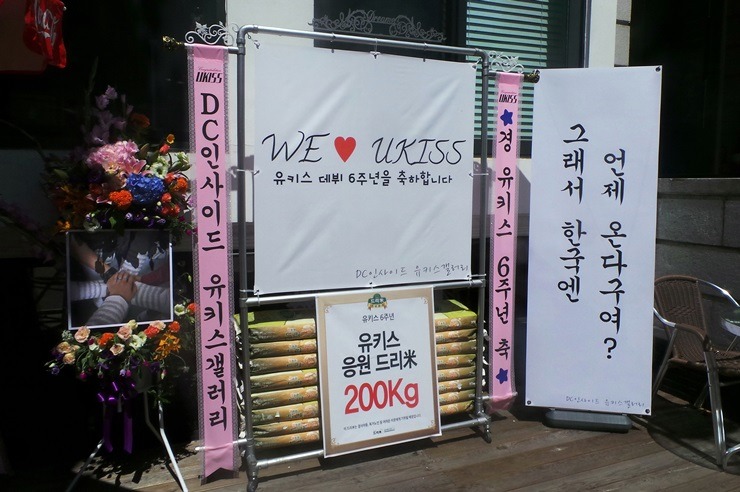 UKISS
DC인사이드 유키스갤러리
WE ♥ UKISS
유키스 데뷔 6주년을 축하합니다
DC인사이드 유키스갤러리
유키스 6주년
유키스
응원 드리米
200Kg
UKISS
★경 유키스 6주년 축★
언제 온다구여?
그래서 한국엔
DC인사이드 유키스갤러리